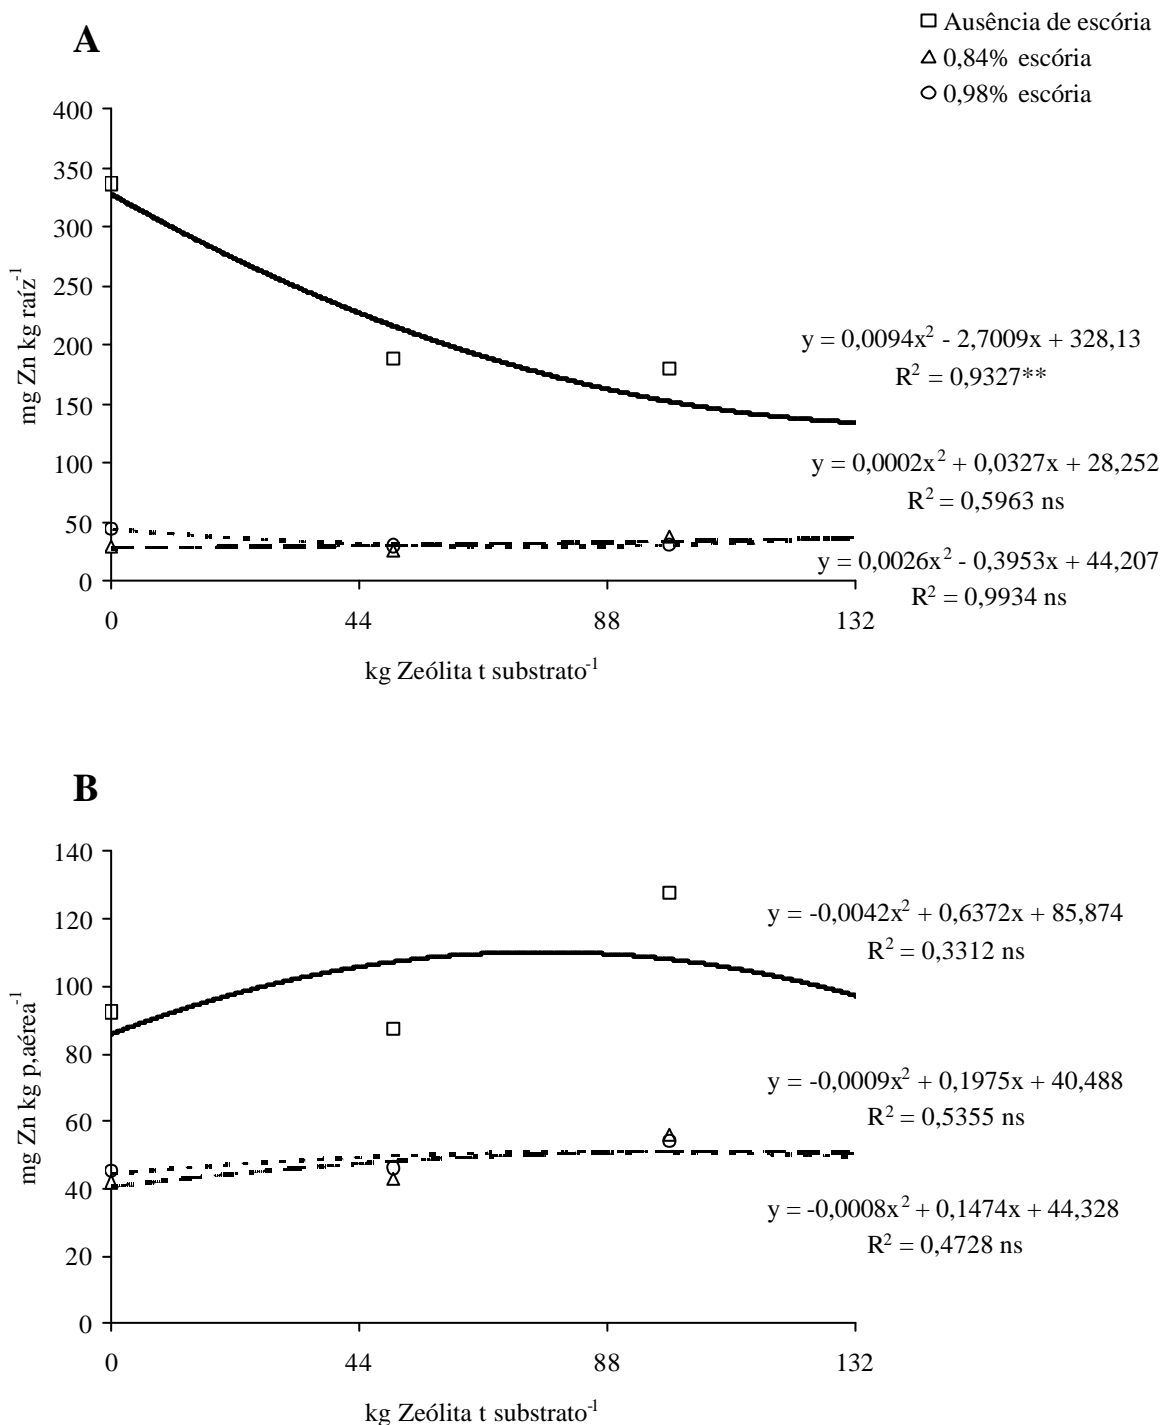 Ausência de escória
0,84% escória
0,98% escória
A
400
350
300
250
200
150
100
50
0
mg Zn kg raíz⁻¹
y = 0,0094x² - 2,7009x + 328,13
R² = 0,9327**
y = 0,0002x² + 0,0327x + 28,252
R² = 0,5963 ns
y = 0,0026x² - 0,3953x + 44,207
R² = 0,9934 ns
0 44 88 132
kg Zeólita t substrato⁻¹
B
140
120
100
80
60
40
20
0
mg Zn kg p,aérea⁻¹
y = -0,0042x² + 0,6372x + 85,874
R² = 0,3312 ns
y = -0,0009x² + 0,1975x + 40,488
R² = 0,5355 ns
y = -0,0008x² + 0,1474x + 44,328
R² = 0,4728 ns
0 44 88 132
kg Zeólita t substrato⁻¹